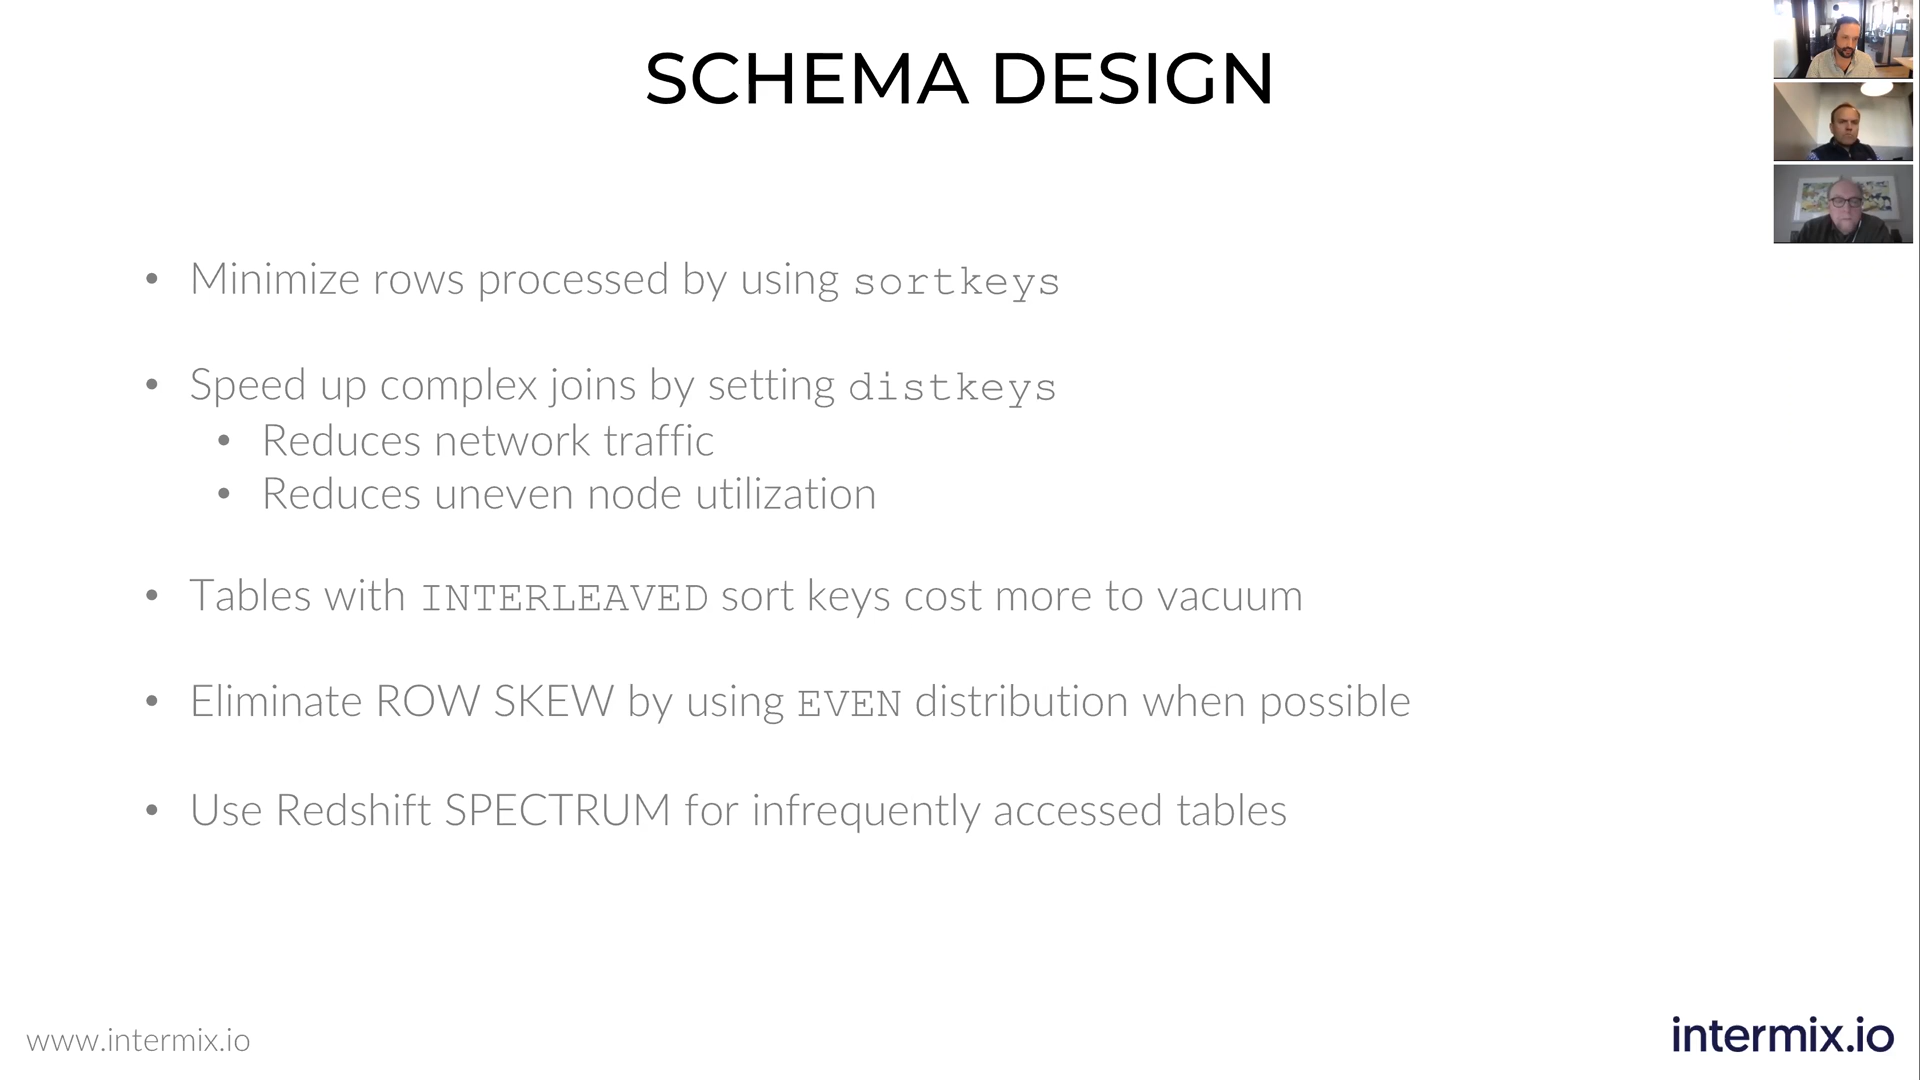 SCHEMA DESIGN
• Minimize rows processed by using sortkeys
• Speed up complex joins by setting distkeys
• Reduces network traffic
• Reduces uneven node utilization
• Tables with INTERLEAVED sort keys cost more to vacuum
• Eliminate ROW SKEW by using EVEN distribution when possible
• Use Redshift SPECTRUM for infrequently accessed tables
www.intermix.io
intermix.io